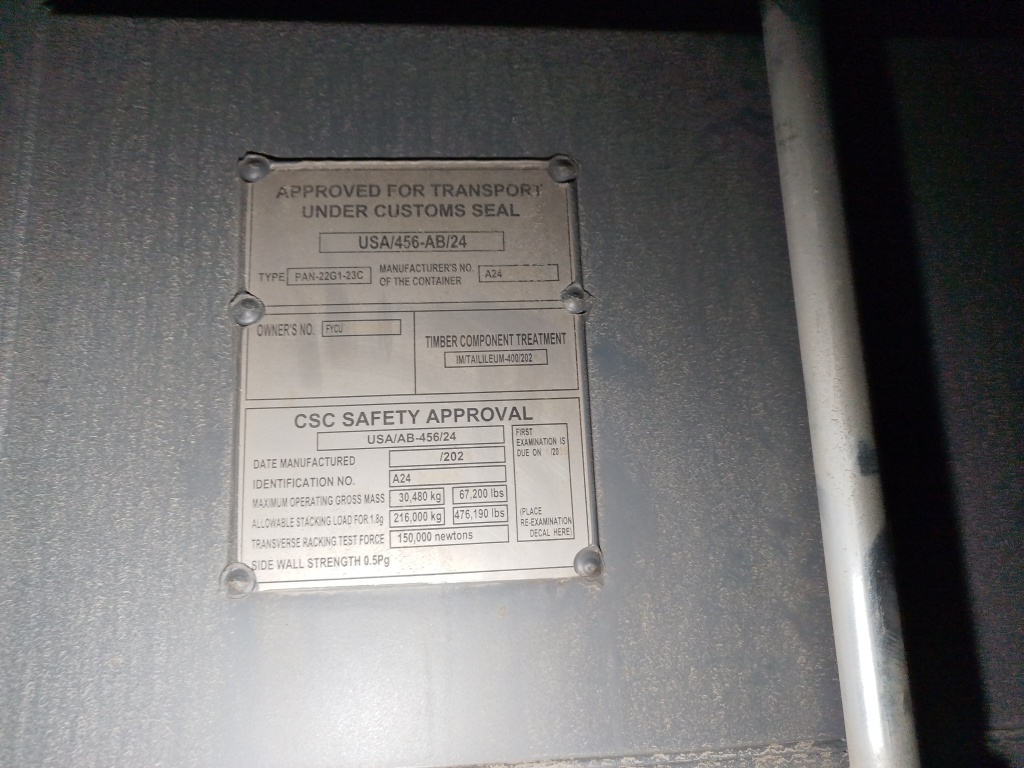 APPROVED FOR TRANSPORT
UNDER CUSTOMS SEAL
USA/456-AB/24
TYPE PAN-22G1-23C MANUFACTURER'S NO. OF THE CONTAINER A24
OWNER'S NO. FYCU
TIMBER COMPONENT TREATMENT
IM/TAILILEUM-400/202
CSC SAFETY APPROVAL
USA/AB-456/24
DATE MANUFACTURED /202
IDENTIFICATION NO. A24
MAXIMUM OPERATING GROSS MASS 30,480 kg 67,200 lbs
ALLOWABLE STACKING LOAD FOR 1.8g 216,000 kg 476,190 lbs
TRANSVERSE RACKING TEST FORCE 150,000 newtons
SIDE WALL STRENGTH 0.5Pg
FIRST
EXAMINATION IS
DUE ON /20
(PLACE
RE-EXAMINATION
DECAL HERE)